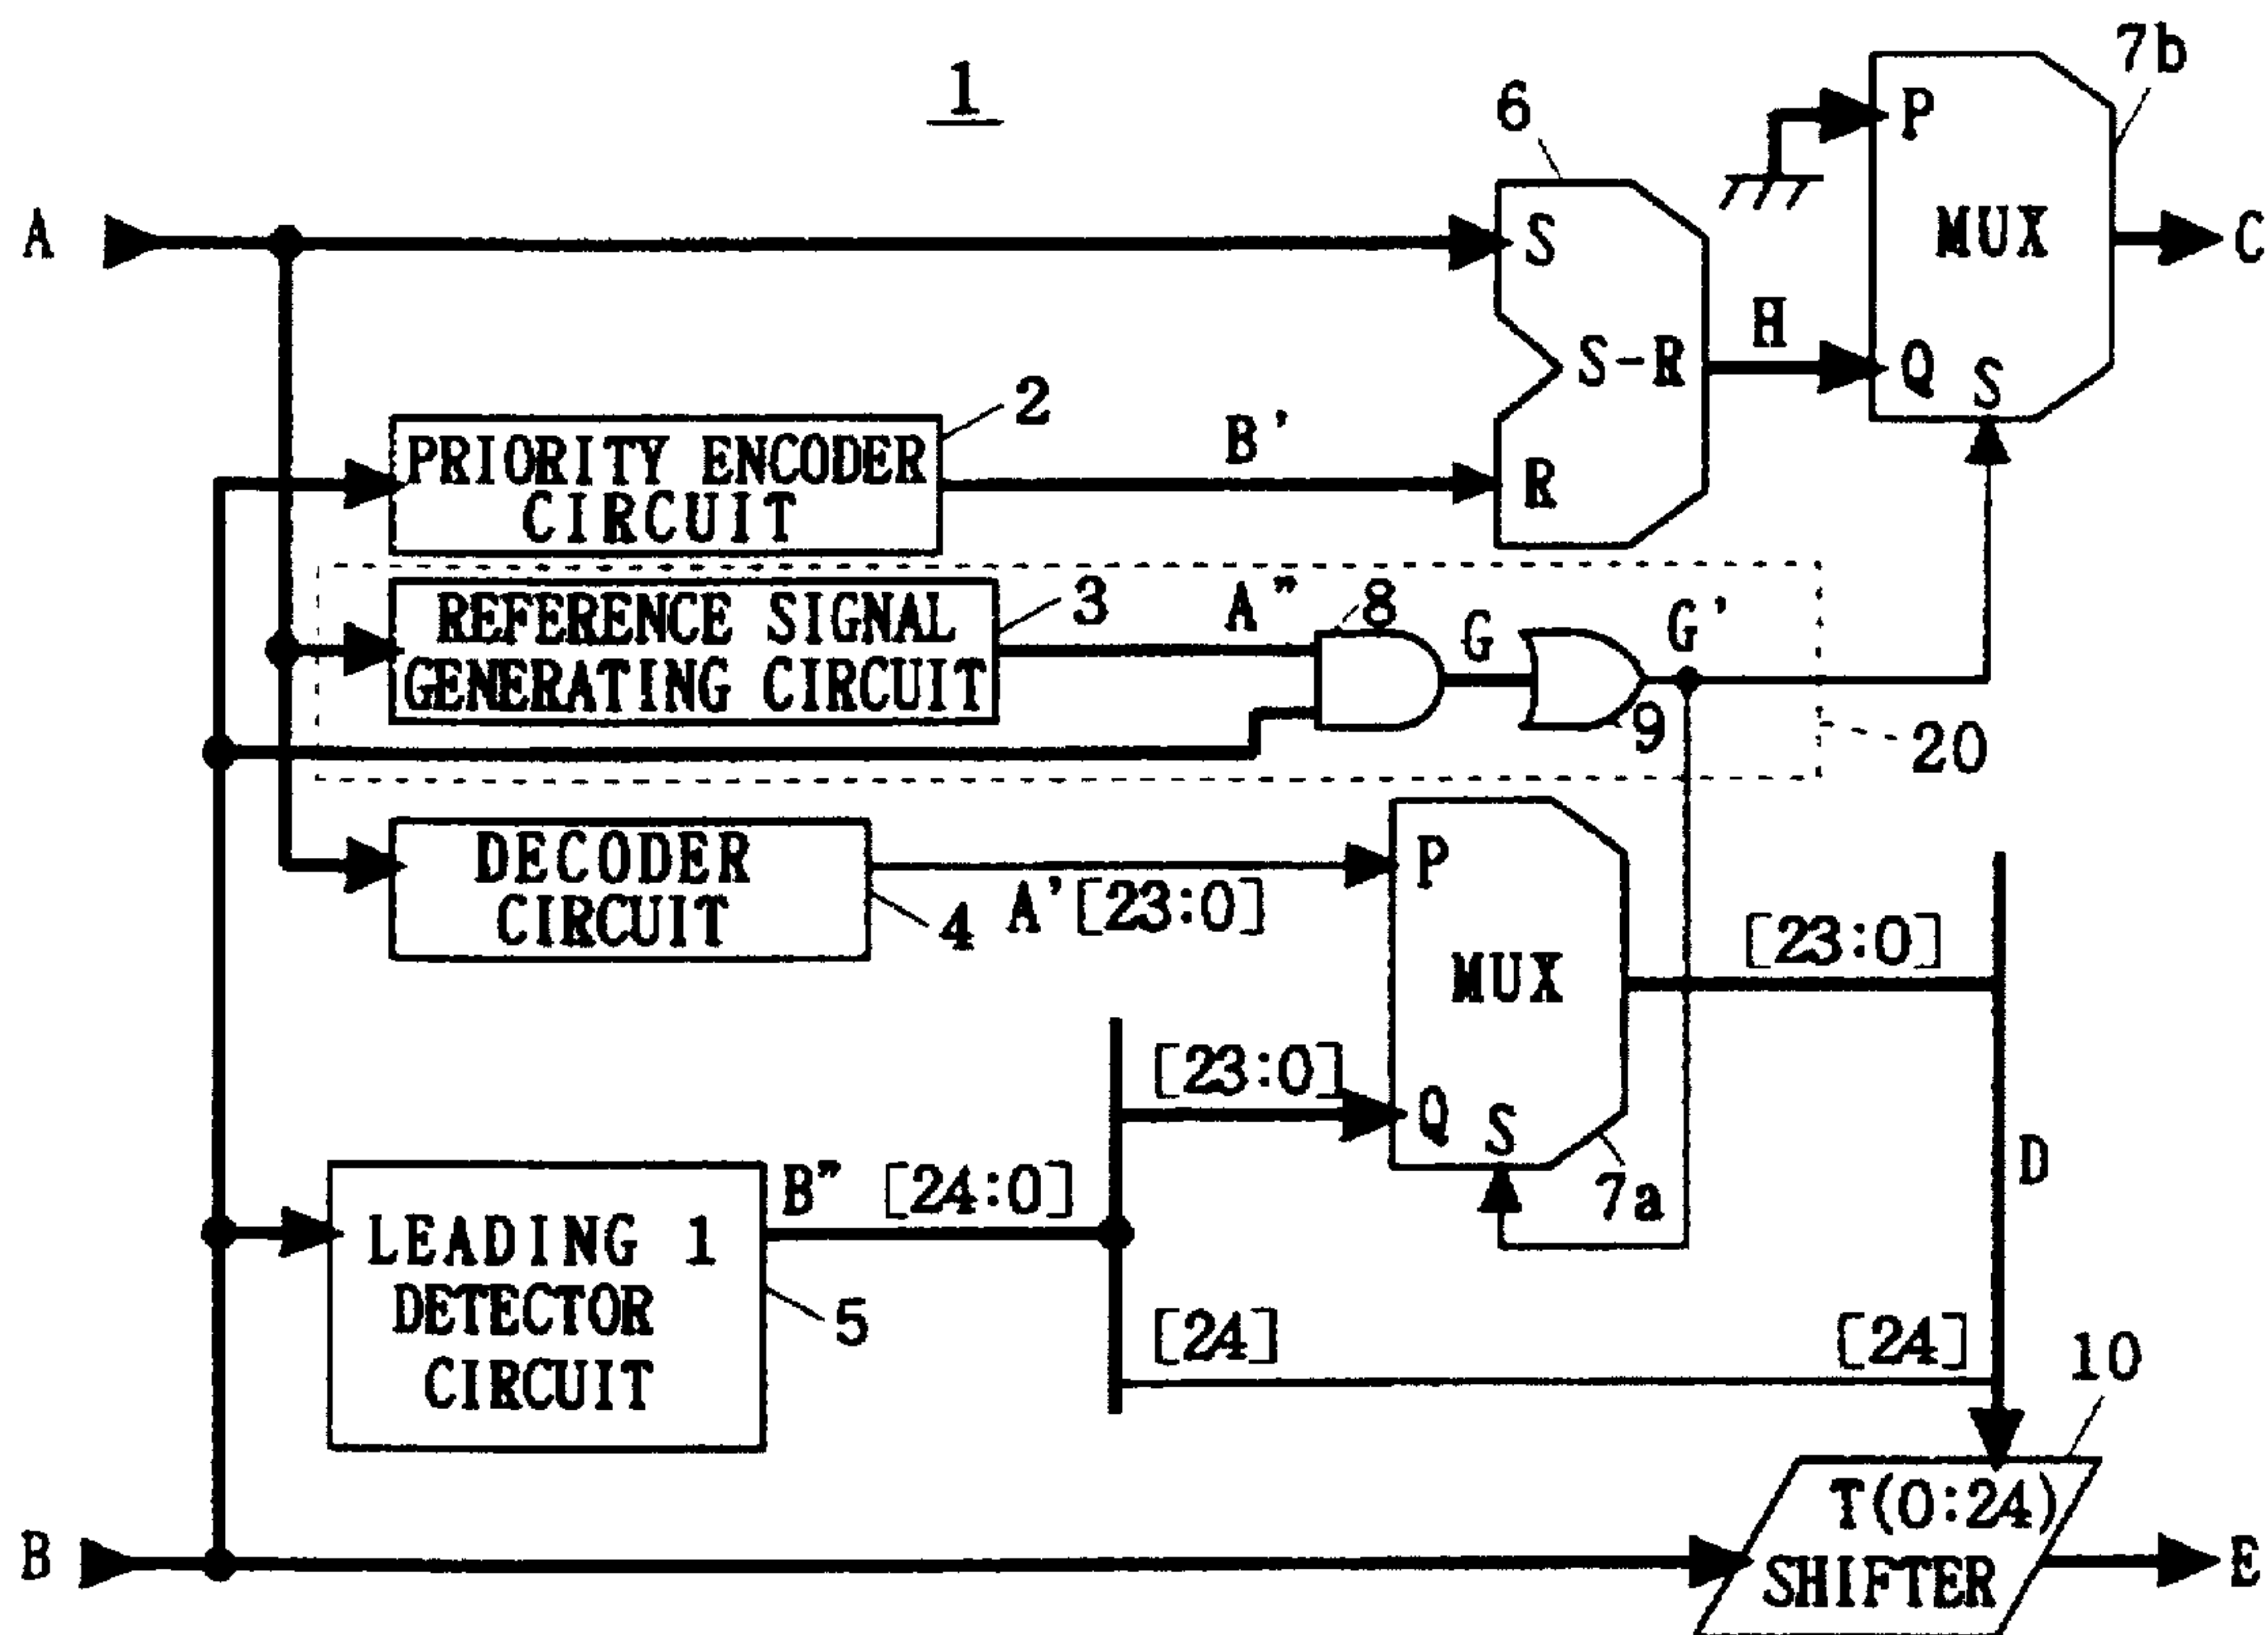 1
7b
6
P
MUX
A
S
C
S-R
H
Q
S
2
PRIORITY ENCODER
CIRCUIT
B'
R
3
REFERENCE SIGNAL
GENERATING CIRCUIT
A"
8
G
G'
9
20
DECODER
CIRCUIT
4
A'[23:0]
P
MUX
[23:0]
[23:0]
Q
S
7a
D
B" [24:0]
LEADING 1
DETECTOR
CIRCUIT
5
[24]
[24]
10
T(0:24)
SHIFTER
B
E